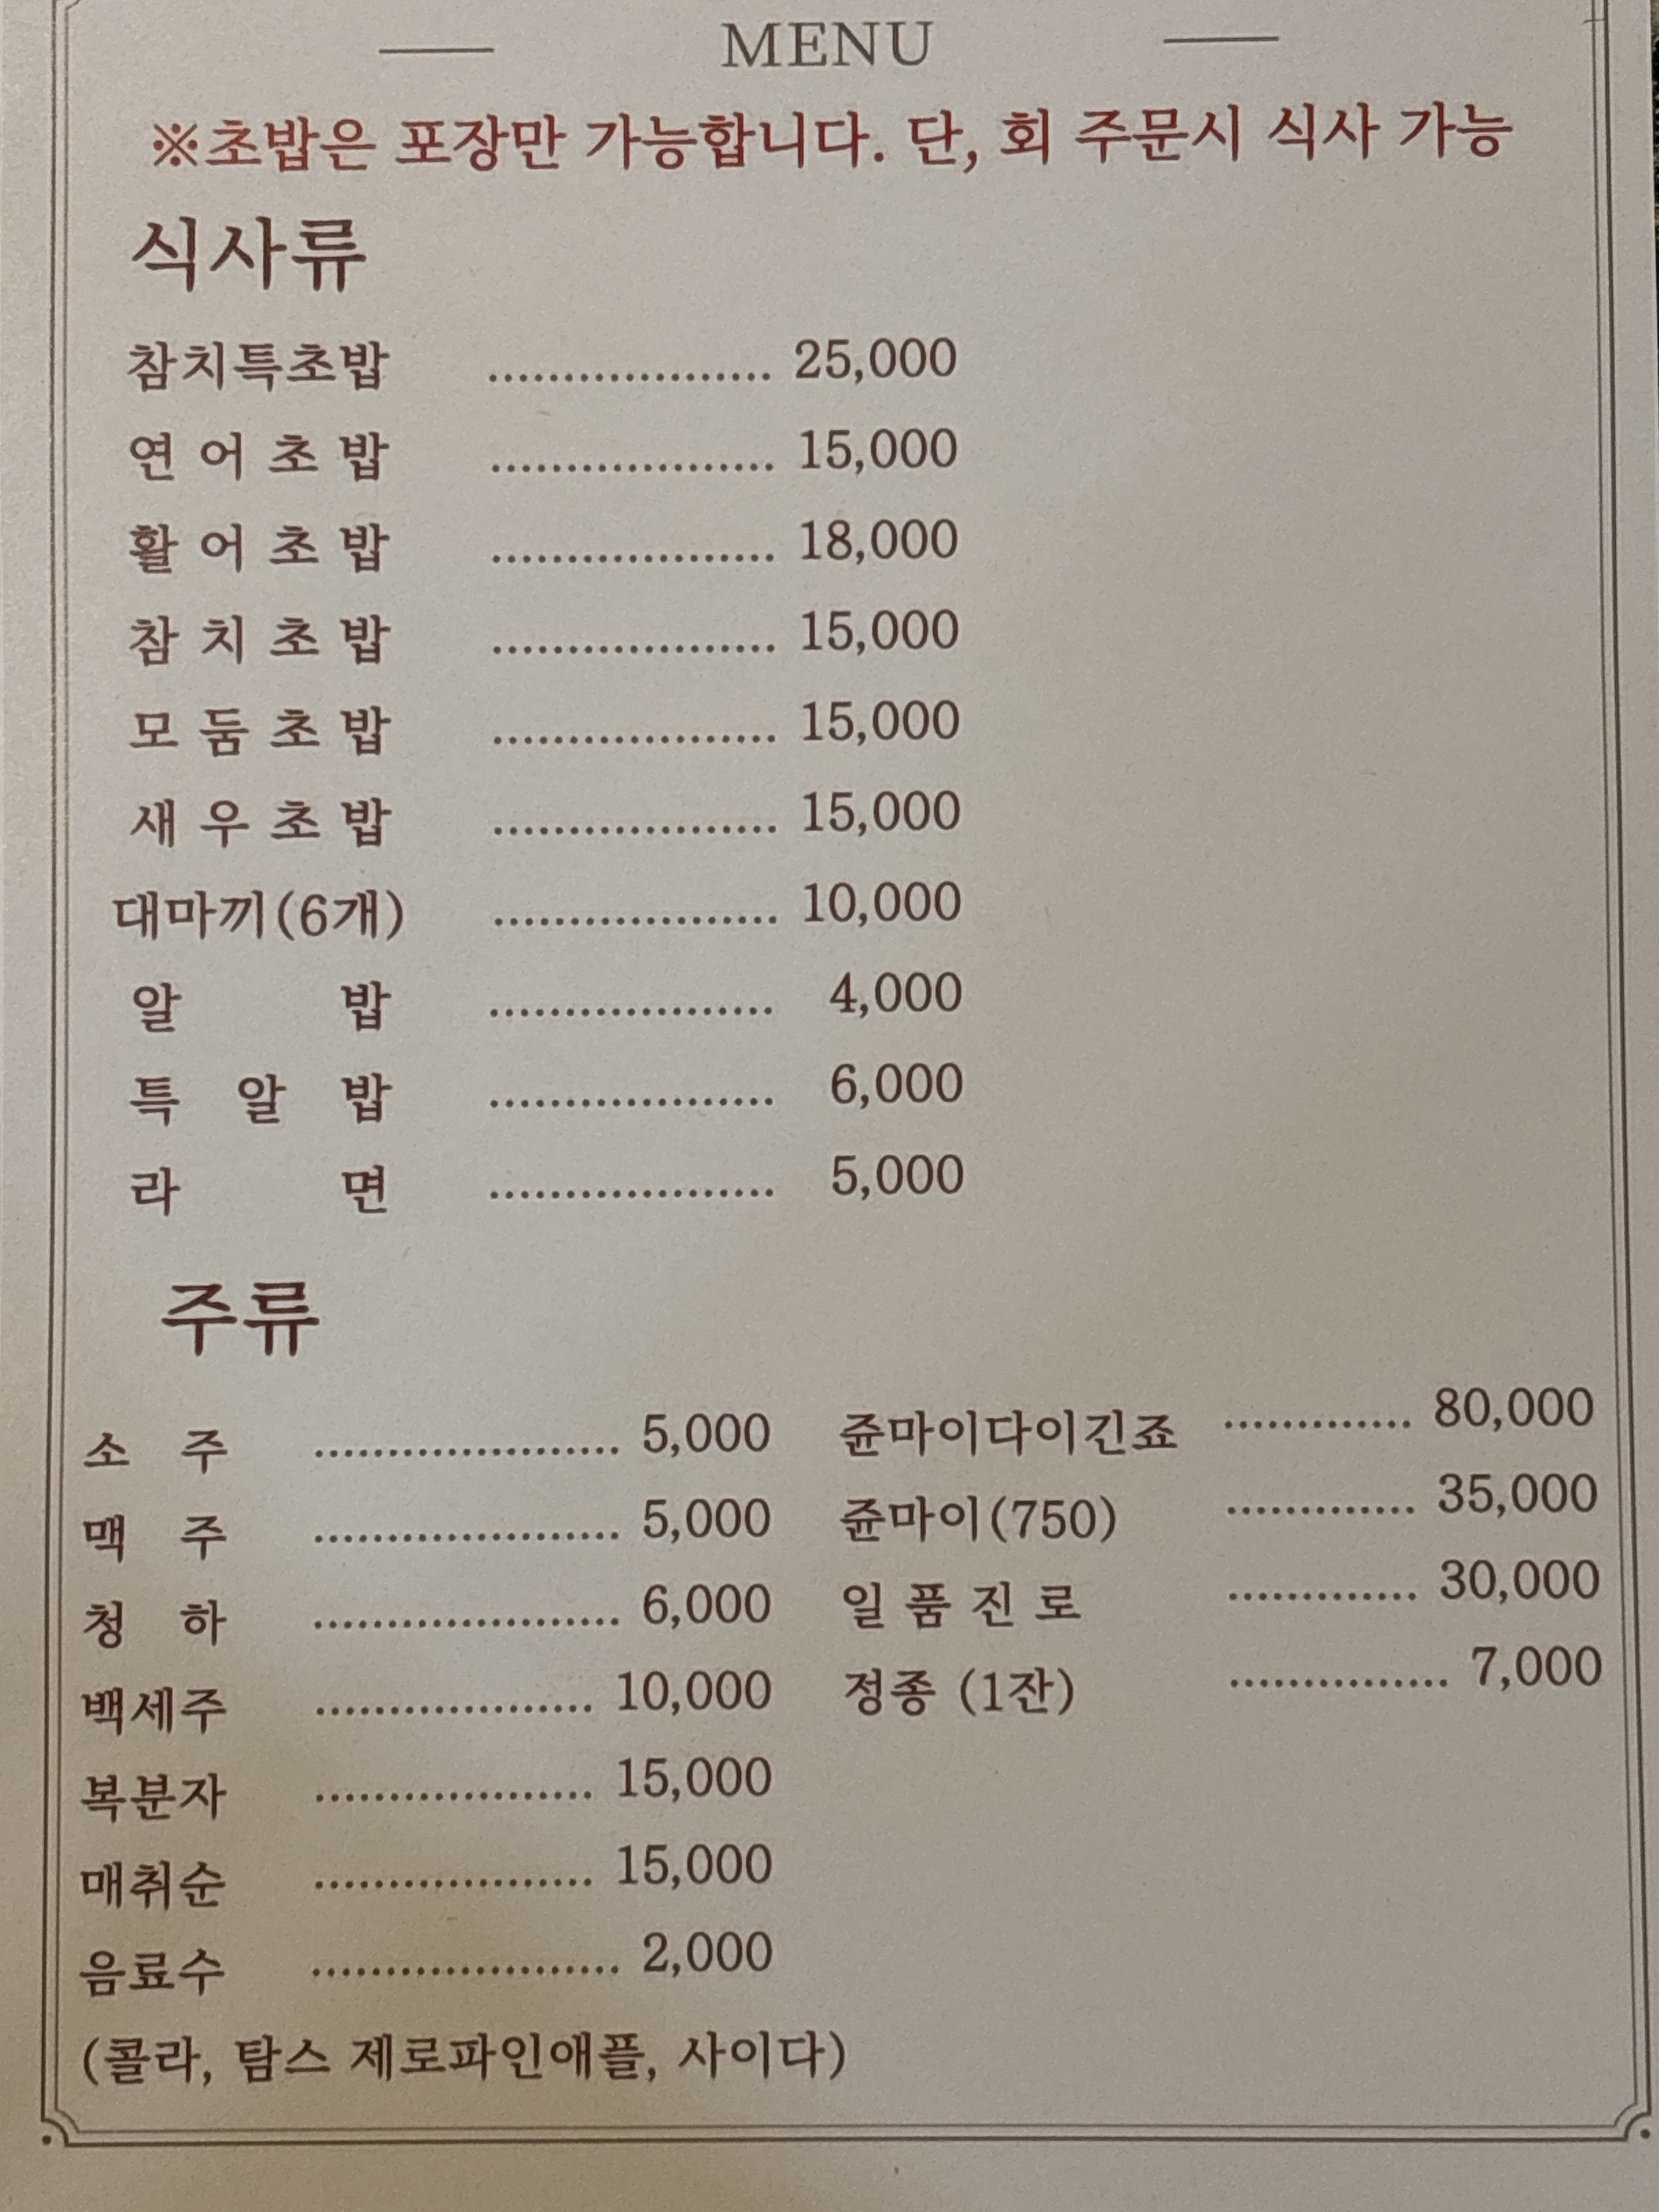 MENU
※초밥은 포장만 가능합니다. 단, 회 주문시 식사 가능
식사류
참치특초밥 ................... 25,000
연 어 초 밥 ................... 15,000
활 어 초 밥 ................... 18,000
참 치 초 밥 ................... 15,000
모 둠 초 밥 ................... 15,000
새 우 초 밥 ................... 15,000
대마끼(6개) ................... 10,000
알 밥 ................... 4,000
특 알 밥 ................... 6,000
라 면 ................... 5,000
주류
소 주 ..................... 5,000
맥 주 ..................... 5,000
청 하 ..................... 6,000
백세주 ................... 10,000
복분자 ................... 15,000
매취순 ................... 15,000
음료수 ..................... 2,000
(콜라, 탐스 제로파인애플, 사이다)
쥰마이다이긴죠 ............. 80,000
쥰마이(750) ............. 35,000
일 품 진 로 ............. 30,000
정종 (1잔) ............... 7,000